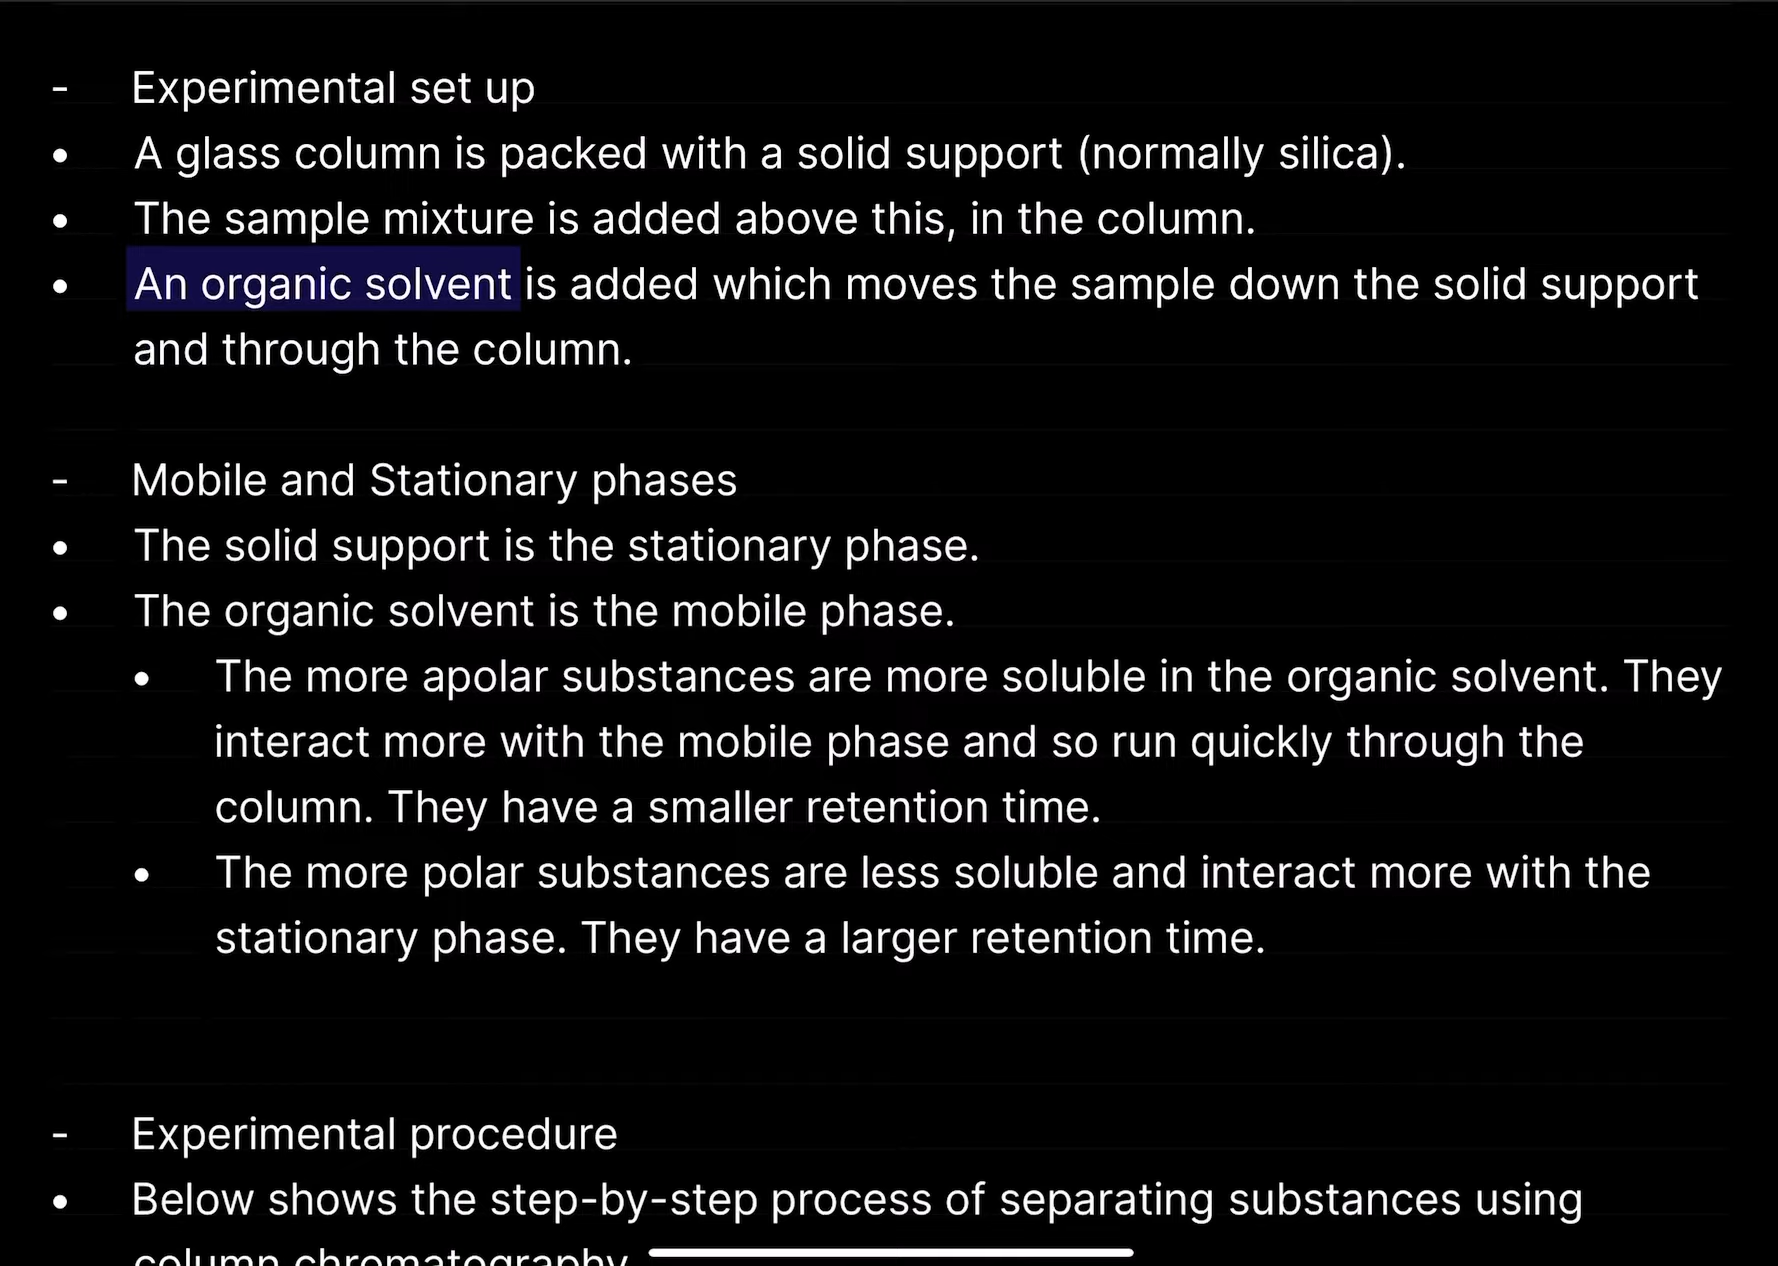 - Experimental set up
• A glass column is packed with a solid support (normally silica).
• The sample mixture is added above this, in the column.
• An organic solvent is added which moves the sample down the solid support
and through the column.
- Mobile and Stationary phases
• The solid support is the stationary phase.
• The organic solvent is the mobile phase.
• The more apolar substances are more soluble in the organic solvent. They
interact more with the mobile phase and so run quickly through the
column. They have a smaller retention time.
• The more polar substances are less soluble and interact more with the
stationary phase. They have a larger retention time.
- Experimental procedure
• Below shows the step-by-step process of separating substances using
column chromatography